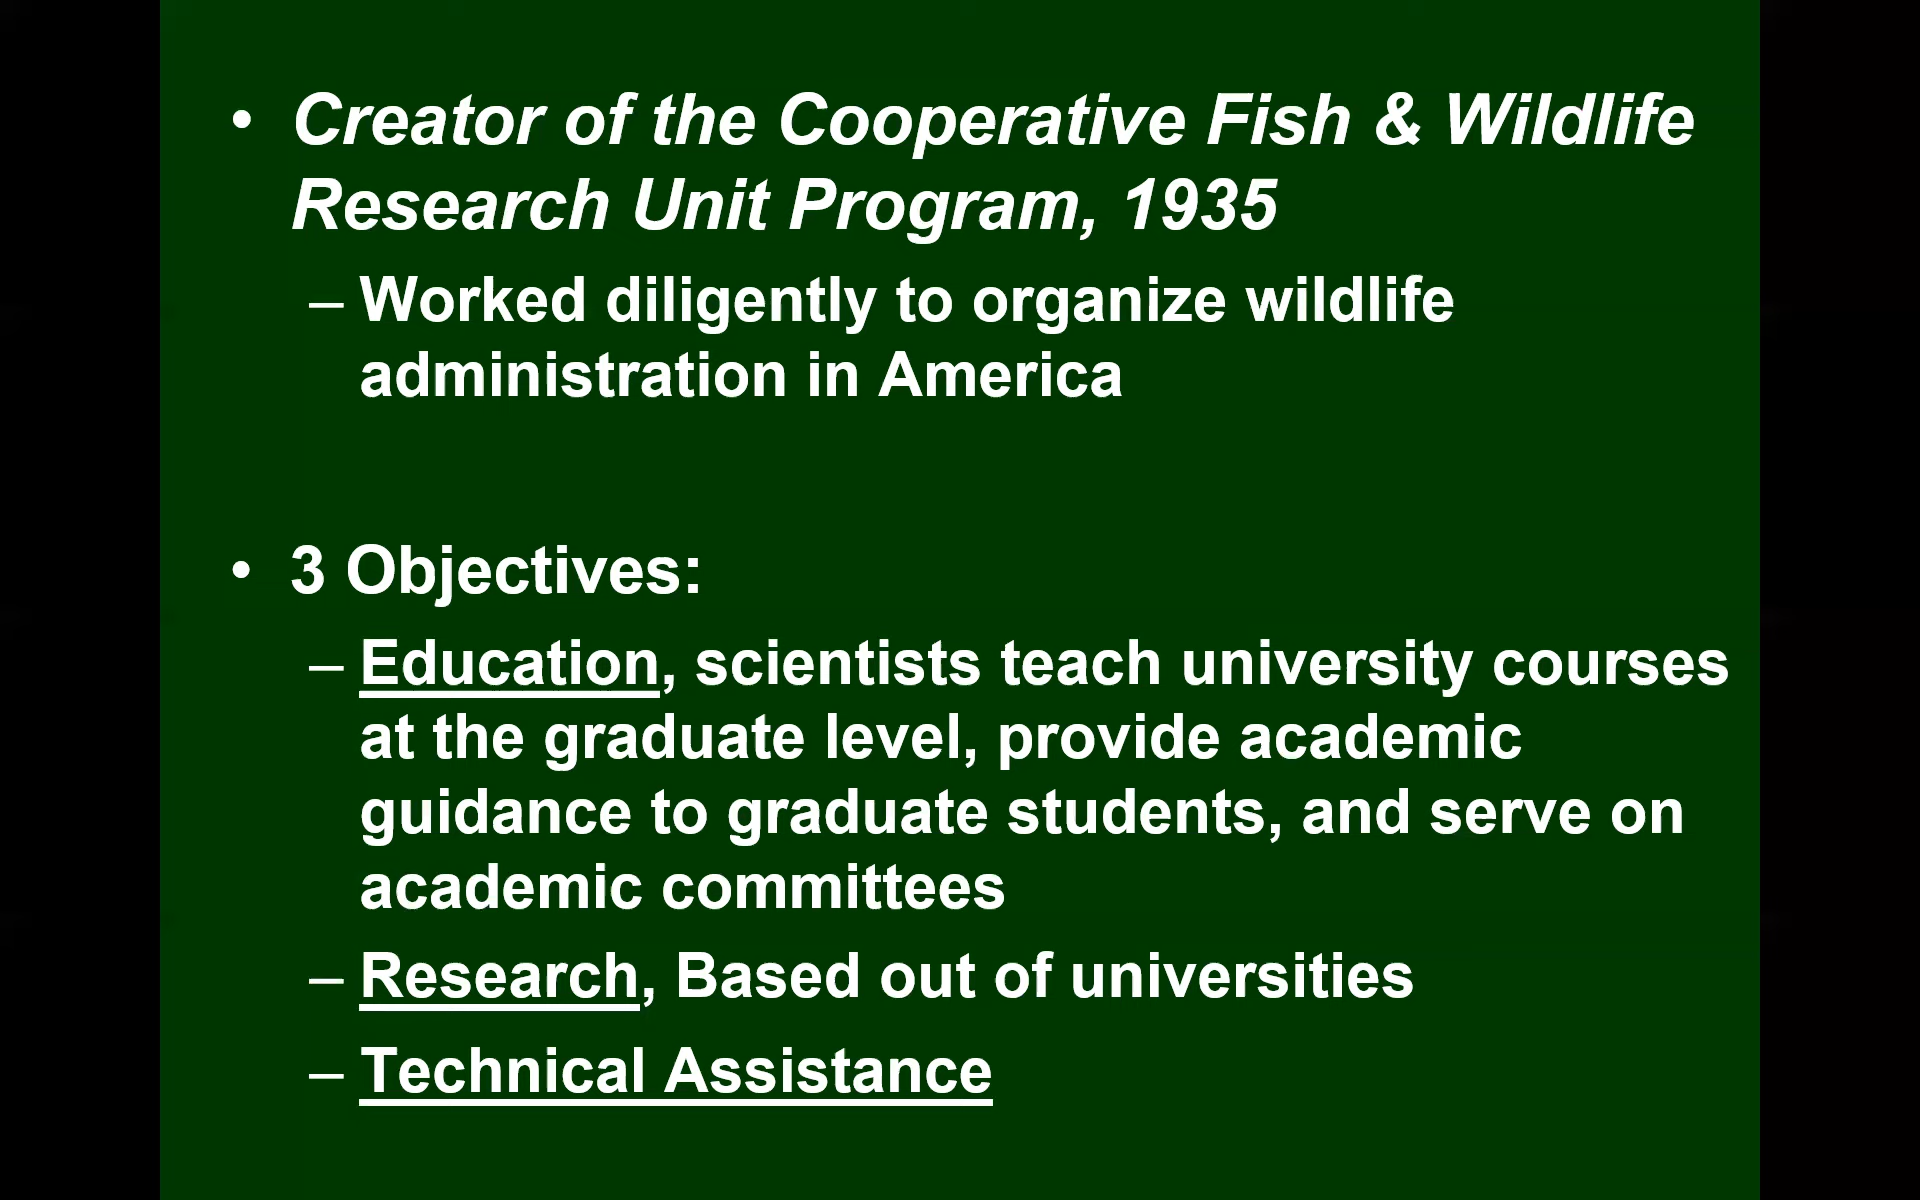 • Creator of the Cooperative Fish & Wildlife
Research Unit Program, 1935
– Worked diligently to organize wildlife
administration in America
• 3 Objectives:
– Education, scientists teach university courses
at the graduate level, provide academic
guidance to graduate students, and serve on
academic committees
– Research, Based out of universities
– Technical Assistance